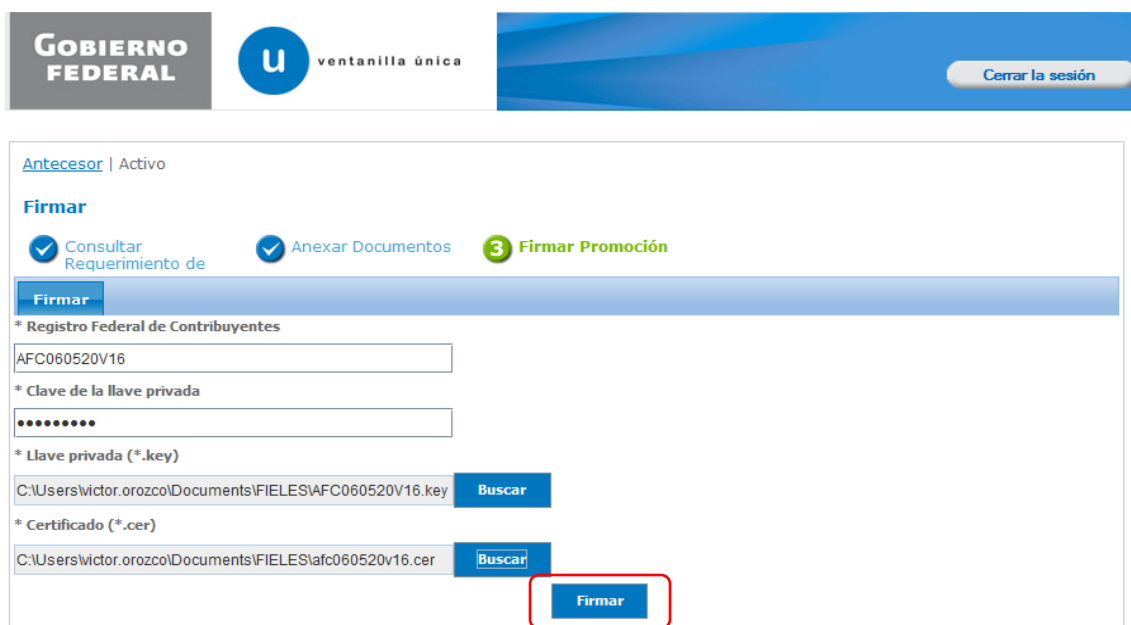 GOBIERNO
FEDERAL
u
ventanilla única
Cerrar la sesión
Antecesor | Activo
Firmar
Consultar
Requerimiento de
Anexar Documentos
3 Firmar Promoción
Firmar
* Registro Federal de Contribuyentes
AFC060520V16
* Clave de la llave privada
•••••••••
* Llave privada (*.key)
C:\Users\victor.orozco\Documents\FIELES\AFC060520V16.key
Buscar
* Certificado (*.cer)
C:\Users\victor.orozco\Documents\FIELES\afc060520v16.cer
Buscar
Firmar